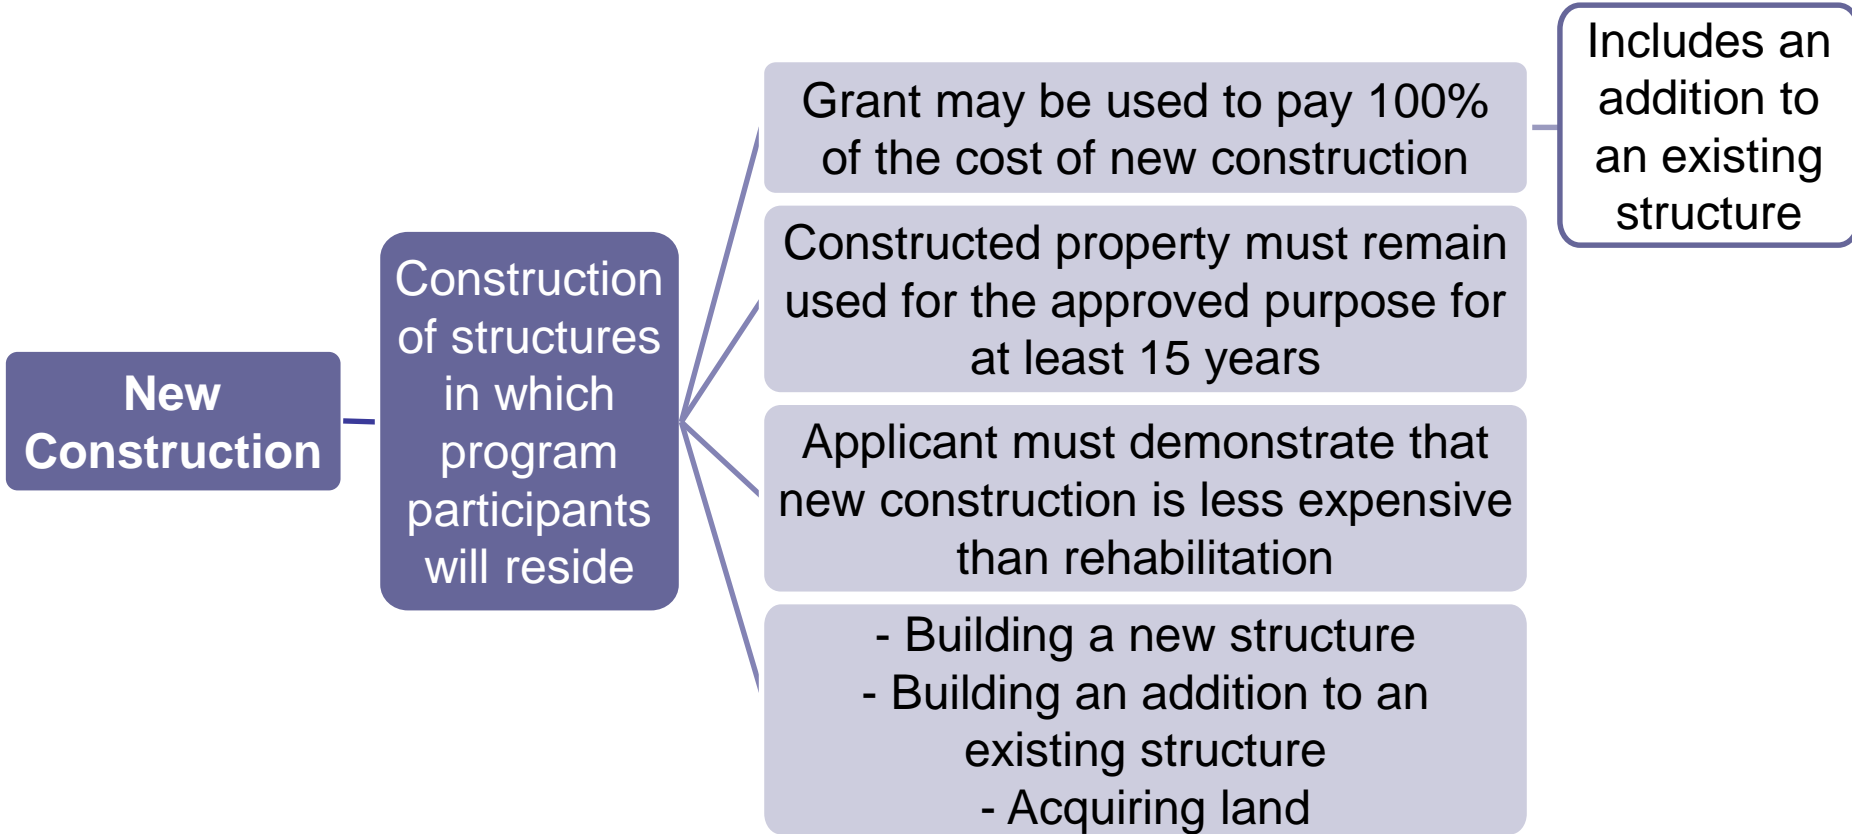 New
Construction
Construction
of structures
in which
program
participants
will reside
Grant may be used to pay 100%
of the cost of new construction
Includes an
addition to
an existing
structure
Constructed property must remain
used for the approved purpose for
at least 15 years
Applicant must demonstrate that
new construction is less expensive
than rehabilitation
- Building a new structure
- Building an addition to an
existing structure
- Acquiring land